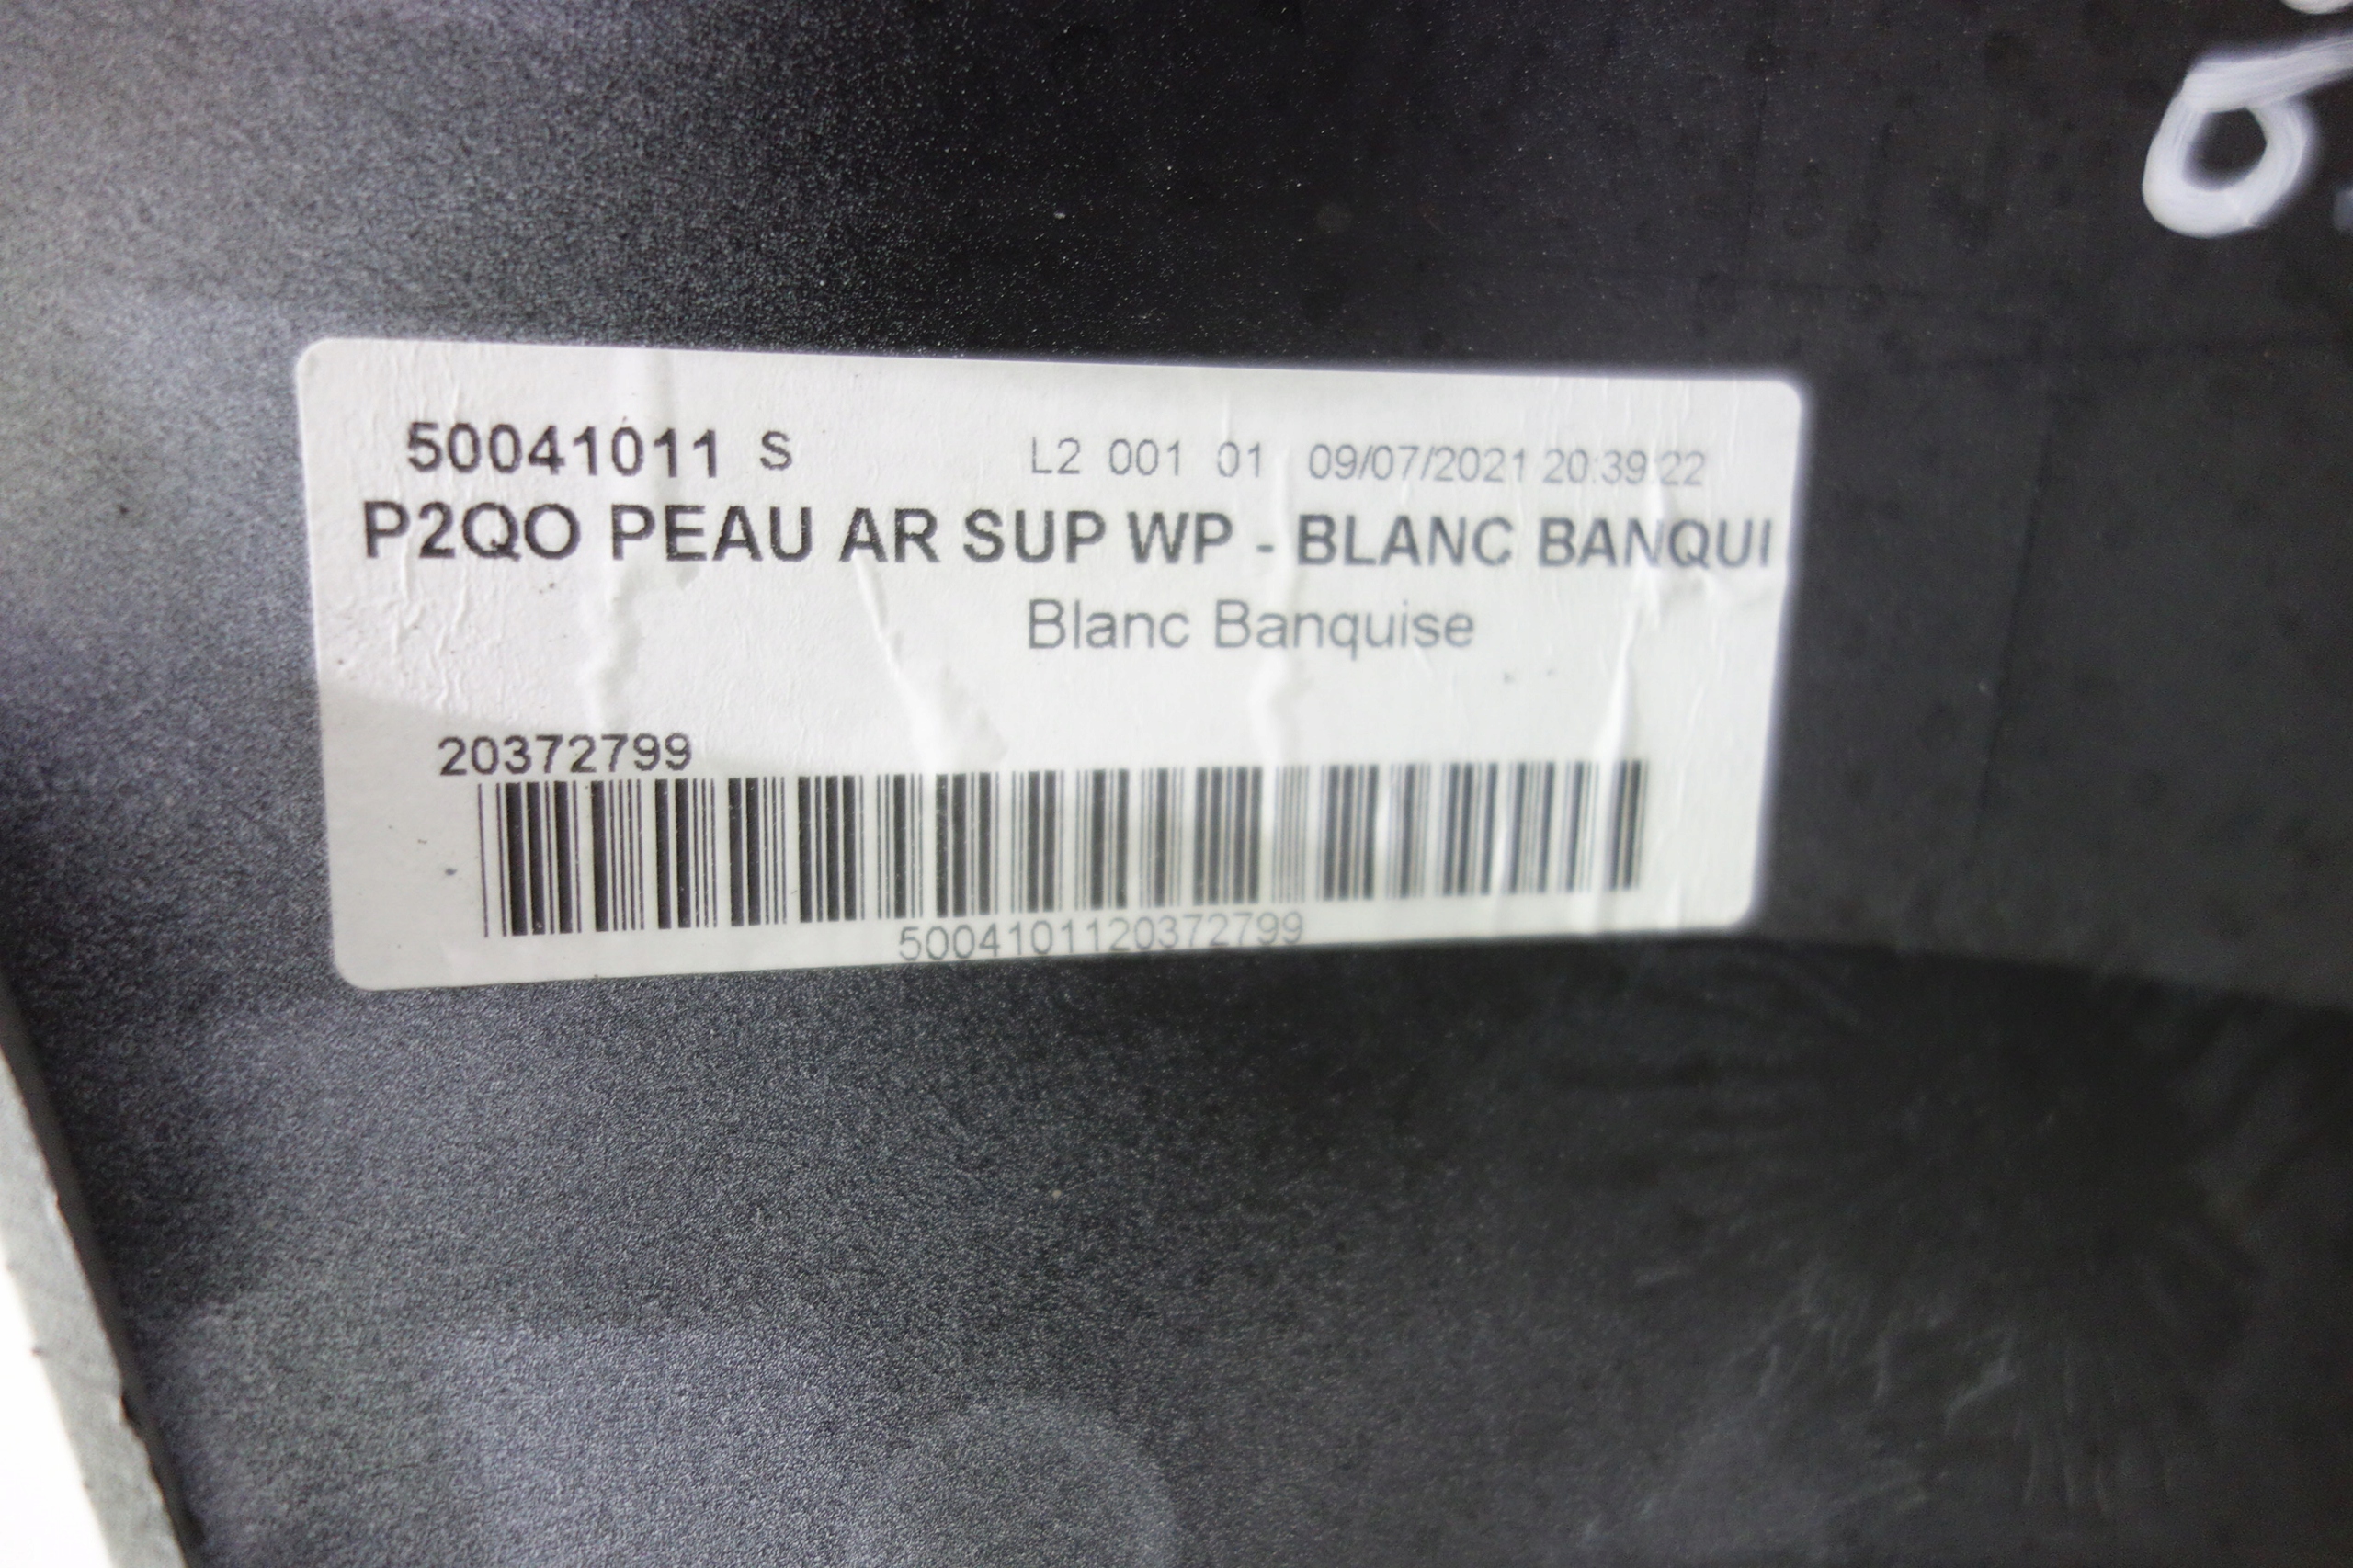 50041011 S L2 001 01 09/07/2021 20:39:22
P2QO PEAU AR SUP WP - BLANC BANQUI
Blanc Banquise
20372799
5004101120372799